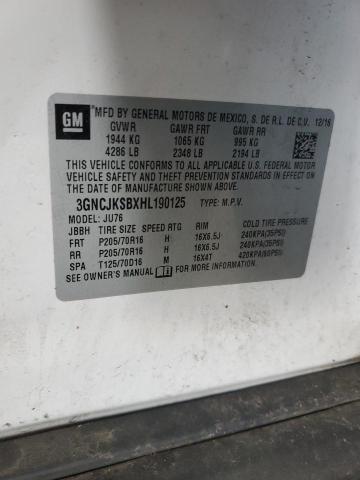 GM
MFD BY GENERAL MOTORS DE MEXICO, S. DE R.L. DE C.V. 12/16
GVWR GAWR FRT GAWR RR
1944 KG 1065 KG 995 KG
4286 LB 2348 LB 2194 LB
THIS VEHICLE CONFORMS TO ALL APPLICABLE U.S. FEDERAL MOTOR
VEHICLE SAFETY, BUMPER, AND THEFT PREVENTION STANDARDS
IN EFFECT ON THE DATE OF MANUFACTURE SHOWN ABOVE.
3GNCJKSBXHL190125 TYPE: M.P.V.
MODEL: JU76
JBBH TIRE SIZE SPEED RTG RIM COLD TIRE PRESSURE
FRT P205/70R16 H 16X6.5J 240KPA(35PSI)
RR P205/70R16 H 16X6.5J 240KPA(35PSI)
SPA T125/70D16 M 16X4T 420KPA(60PSI)
SEE OWNER'S MANUAL FOR MORE INFORMATION.